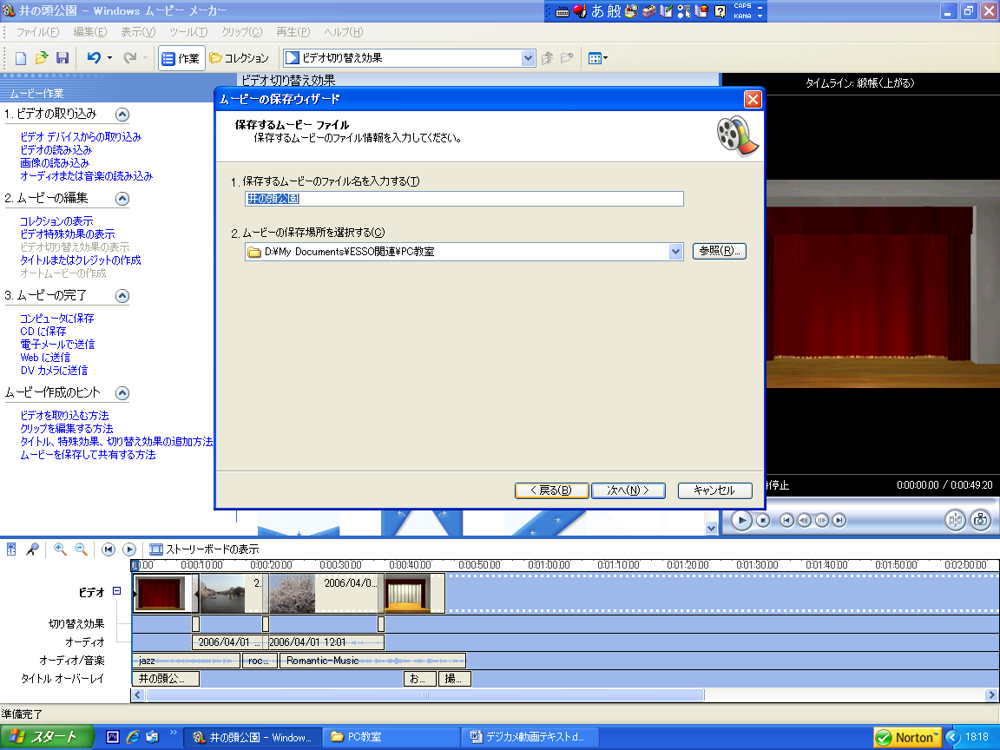 井の頭公園 - Windows ムービー メーカー
あ 般
CAPS
KANA
ファイル(F) 編集(E) 表示(V) ツール(T) クリップ(C) 再生(P) ヘルプ(H)
作業 コレクション ビデオ切り替え効果
ムービー作業
1. ビデオの取り込み
ビデオ デバイスからの取り込み
ビデオの読み込み
画像の読み込み
オーディオまたは音楽の読み込み
2. ムービーの編集
コレクションの表示
ビデオ特殊効果の表示
ビデオ切り替え効果の表示
タイトルまたはクレジットの作成
オートムービーの作成
3. ムービーの完了
コンピュータに保存
CD に保存
電子メールで送信
Web に送信
DV カメラに送信
ムービー作成のヒント
ビデオを取り込む方法
クリップを編集する方法
タイトル、特殊効果、切り替え効果の追加方法
ムービーを保存して共有する方法
ビデオ切り替え効果
ムービーの保存ウィザード
保存するムービー ファイル
保存するムービーのファイル情報を入力してください。
1. 保存するムービーのファイル名を入力する(T)
井の頭公園
2. ムービーの保存場所を選択する(C)
D:¥My Documents¥ESSO関連¥PC教室
参照(R)...
< 戻る(B) 次へ(N) > キャンセル
タイムライン: 緞帳(上がる)
停止 0:00:00.00 / 0:00:49.20
ストーリーボードの表示
0:00:10.00 0:00:20.00 0:00:30.00 0:00:40.00 0:00:50.00 0:01:00.00 0:01:10.00 0:01:20.00 0:01:30.00 0:01:40.00 0:01:50.00 0:02:00.00
ビデオ 2. 2006/04/0...
切り替え効果
オーディオ 2006/04/01 ... 2006/04/01 12:01
オーディオ/音楽 jazz roc... Romantic-Music
タイトル オーバーレイ 井の頭公... お... 撮...
準備完了
スタート 井の頭公園 - Window... PC教室 デジカメ動画テキスト.d... Norton™ 18:18